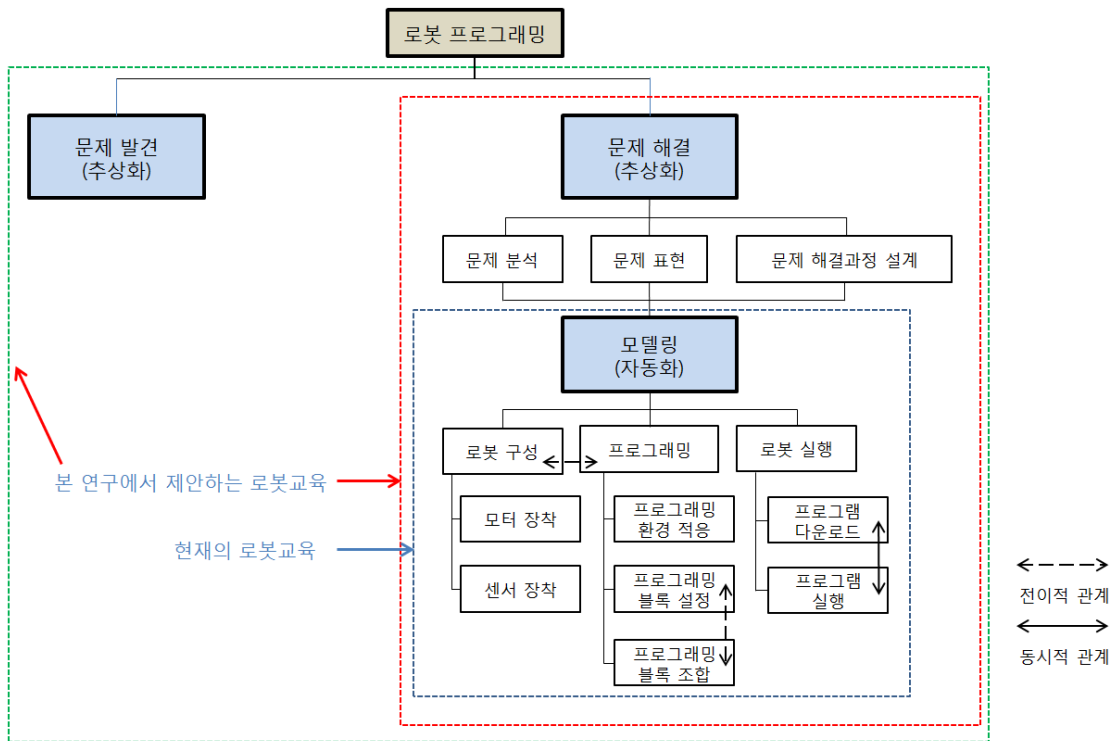 로봇 프로그래밍
문제 발견
(추상화)
문제 해결
(추상화)
문제 분석
문제 표현
문제 해결과정 설계
모델링
(자동화)
로봇 구성
프로그래밍
로봇 실행
본 연구에서 제안하는 로봇교육
현재의 로봇교육
모터 장착
센서 장착
프로그래밍
환경 적응
프로그래밍
블록 설정
프로그래밍
블록 조합
프로그램
다운로드
프로그램
실행
전이적 관계
동시적 관계